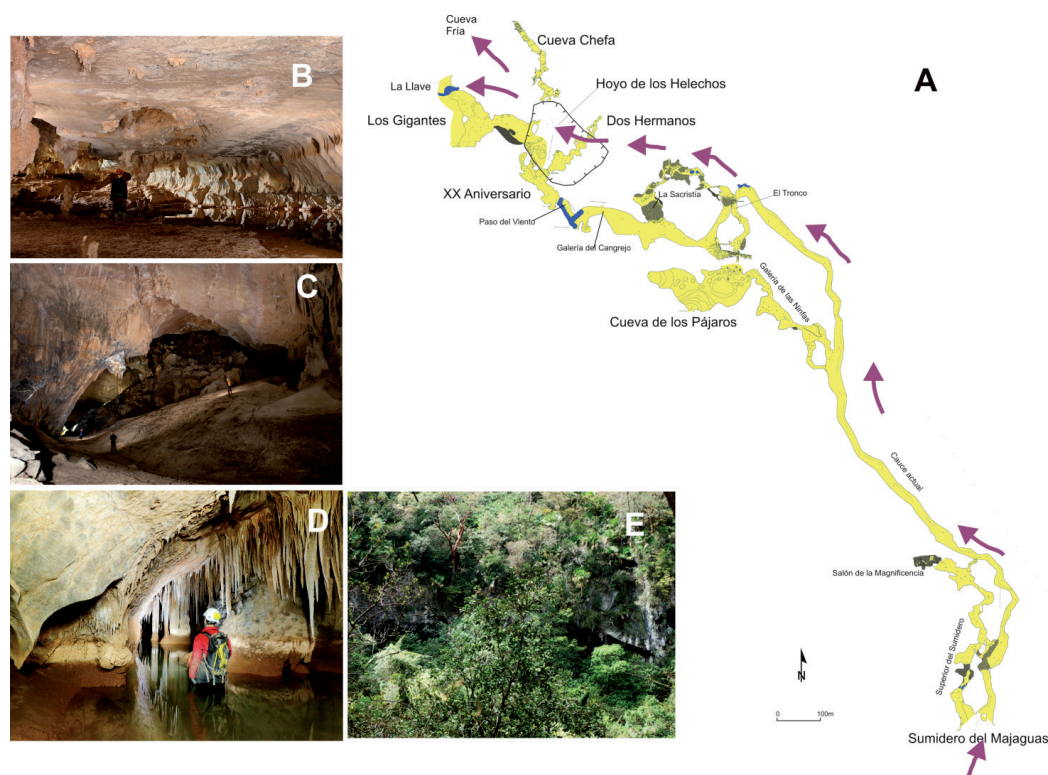 A
B
C
D
E
Cueva
Fría
Cueva Chefa
La Llave
Hoyo de los Helechos
Los Gigantes
Dos Hermanos
XX Aniversario
La Sacristía
El Tronco
Paso del Viento
Galería del Cangrejo
Galería de las Ninfas
Cueva de los Pájaros
Cauce actual
Salón de la Magnificencia
Superior del Sumidero
N
0 100m
Sumidero del Majaguas